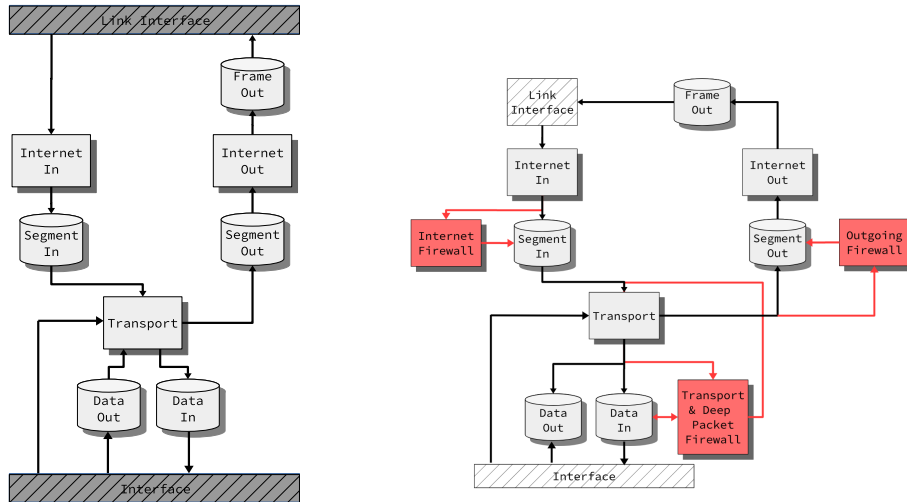 Link Interface
Frame
Out
Internet
In
Internet
Out
Segment
In
Segment
Out
Transport
Data
Out
Data
In
Interface
Link
Interface
Frame
Out
Internet
In
Internet
Out
Internet
Firewall
Segment
In
Segment
Out
Outgoing
Firewall
Transport
Data
Out
Data
In
Transport
& Deep
Packet
Firewall
Interface